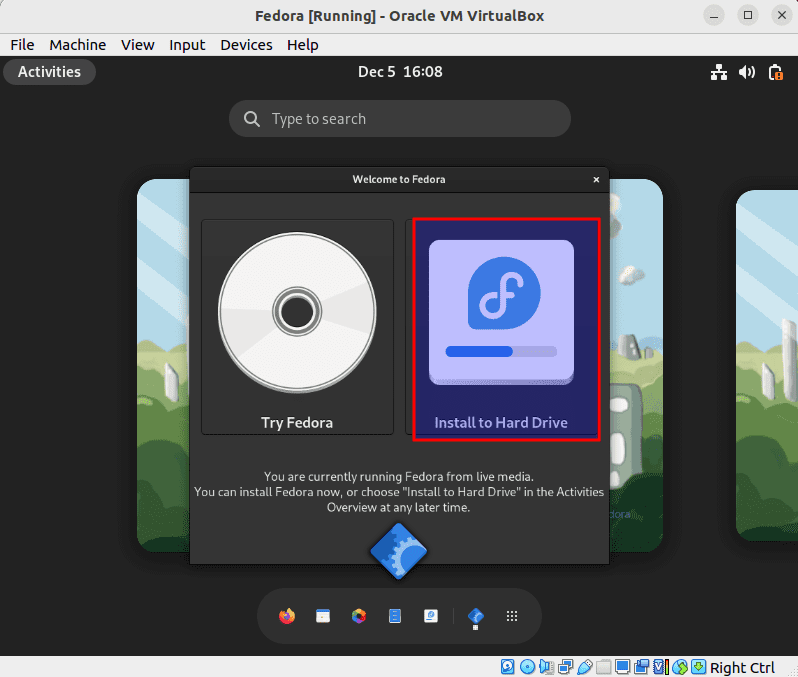 Fedora [Running] - Oracle VM VirtualBox
File Machine View Input Devices Help
Activities
Dec 5 16:08
Type to search
Welcome to Fedora
Try Fedora
Install to Hard Drive
You are currently running Fedora from live media.
You can install Fedora now, or choose "Install to Hard Drive" in the Activities
Overview at any later time.
dora
Right Ctrl